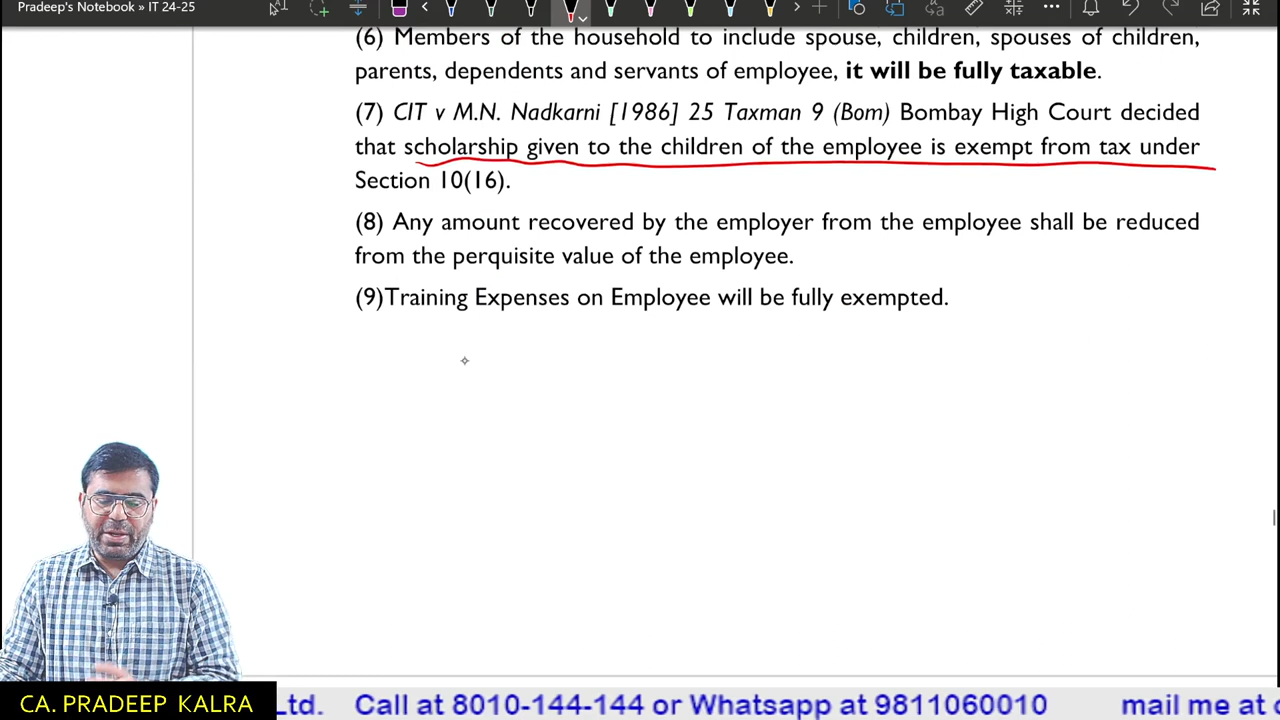 Pradeep's Notebook » IT 24-25
(6) Members of the household to include spouse, children, spouses of children,
parents, dependents and servants of employee, it will be fully taxable.
(7) CIT v M.N. Nadkarni [1986] 25 Taxman 9 (Bom) Bombay High Court decided
that scholarship given to the children of the employee is exempt from tax under
Section 10(16).
(8) Any amount recovered by the employer from the employee shall be reduced
from the perquisite value of the employee.
(9)Training Expenses on Employee will be fully exempted.
CA. PRADEEP KALRA
Ltd. Call at 8010-144-144 or Whatsapp at 9811060010 mail me at